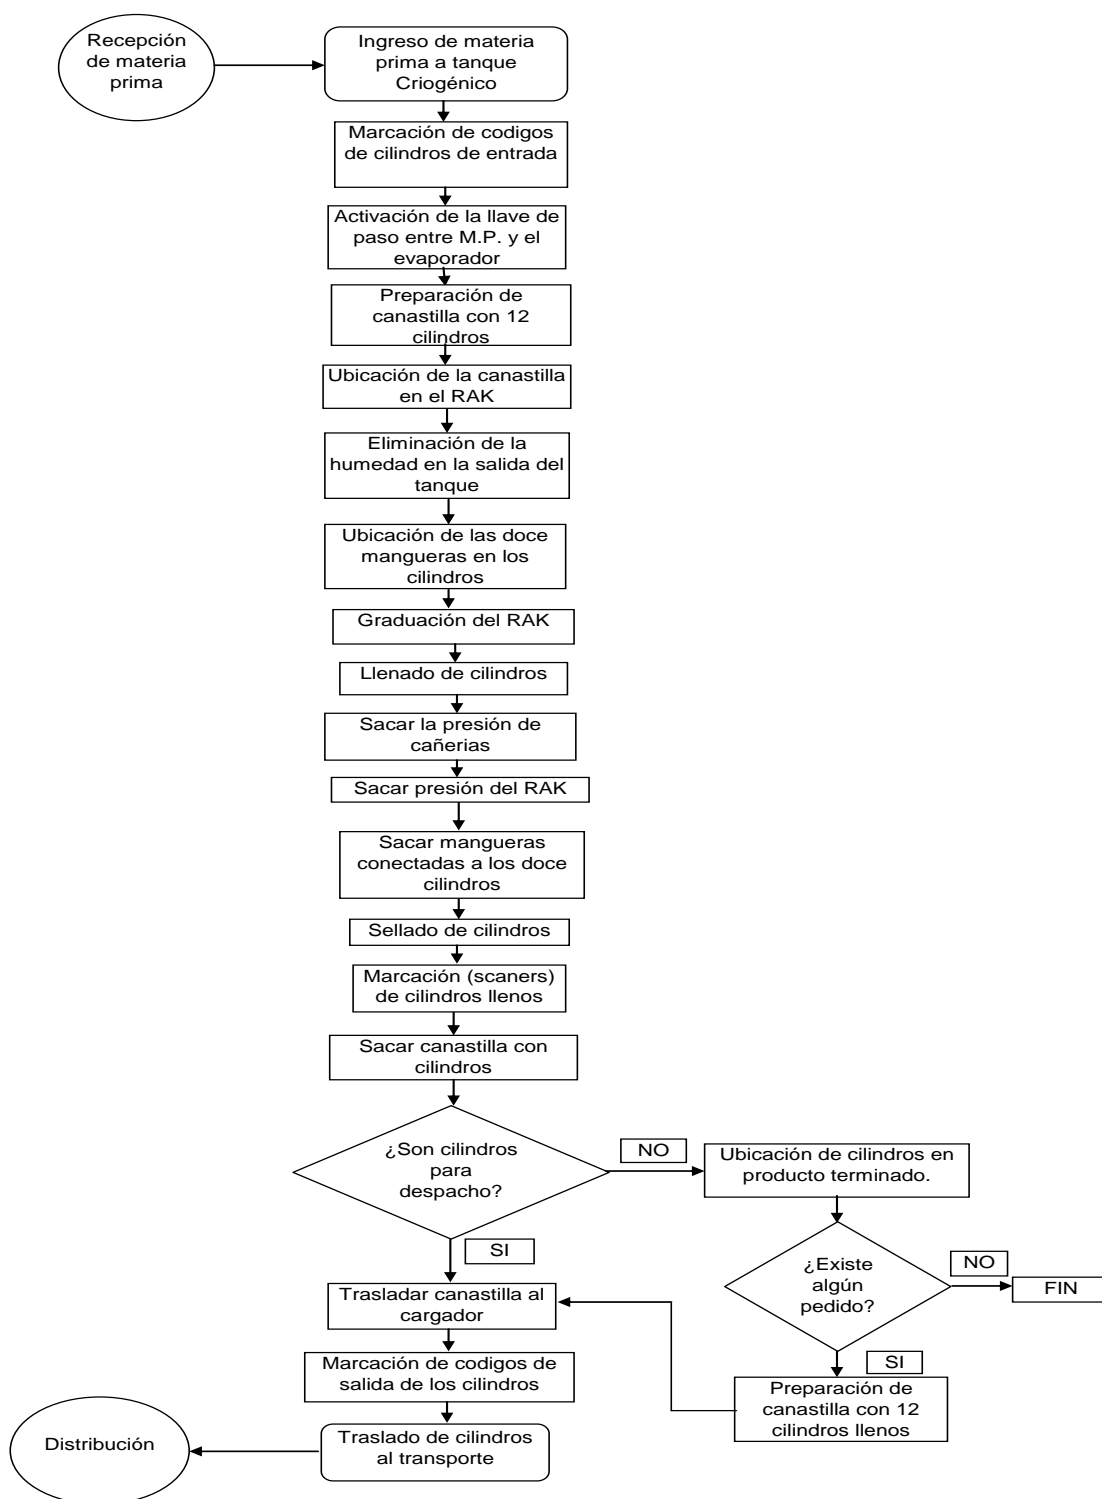 Recepción
de materia
prima
Ingreso de materia
prima a tanque
Criogénico
Marcación de codigos
de cilindros de entrada
Activación de la llave de
paso entre M.P. y el
evaporador
Preparación de
canastilla con 12
cilindros
Ubicación de la canastilla
en el RAK
Eliminación de la
humedad en la salida del
tanque
Ubicación de las doce
mangueras en los
cilindros
Graduación del RAK
Llenado de cilindros
Sacar la presión de
cañerias
Sacar presión del RAK
Sacar mangueras
conectadas a los doce
cilindros
Sellado de cilindros
Marcación (scaners)
de cilindros llenos
Sacar canastilla con
cilindros
¿Son cilindros
para
despacho?
NO
Ubicación de cilindros en
producto terminado.
SI
¿Existe
algún
pedido?
NO
FIN
SI
Preparación de
canastilla con 12
cilindros llenos
Trasladar canastilla al
cargador
Marcación de codigos de
salida de los cilindros
Traslado de cilindros
al transporte
Distribución